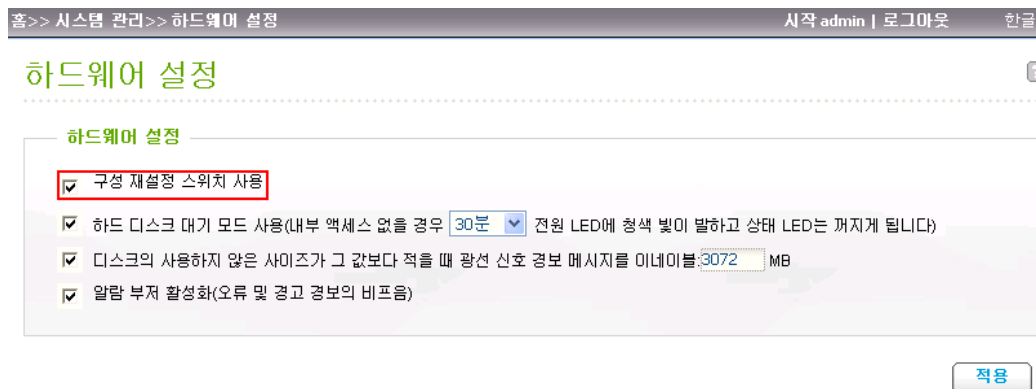 홈>> 시스템 관리>> 하드웨어 설정 시작 admin | 로그아웃 한글
하드웨어 설정
하드웨어 설정
구성 재설정 스위치 사용
하드 디스크 대기 모드 사용(내부 액세스 없을 경우 30분 전원 LED에 청색 빛이 발하고 상태 LED는 꺼지게 됩니다)
디스크의 사용하지 않은 사이즈가 그 값보다 적을 때 광선 신호 경보 메시지를 이네이블:3072 MB
알람 부저 활성화(오류 및 경고 경보의 비프음)
적용